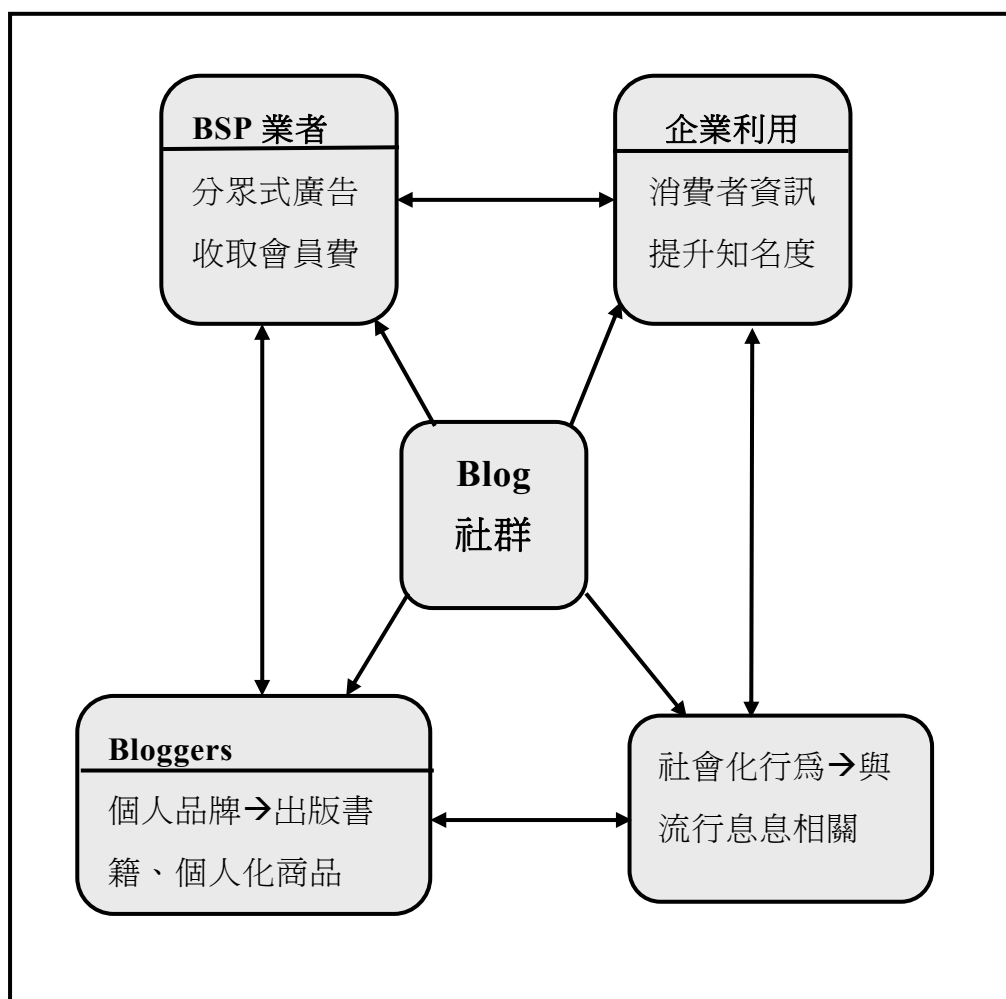 BSP 業者
分眾式廣告
收取會員費
企業利用
消費者資訊
提升知名度
Blog
社群
Bloggers
個人品牌→出版書
籍、個人化商品
社會化行為→與
流行息息相關